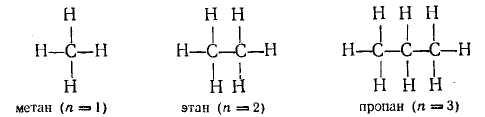 H H H H H H
H—C—H H—C—C—H H—C—C—C—H
H H H H H H
метан (n = 1) этан (n = 2) пропан (n = 3)